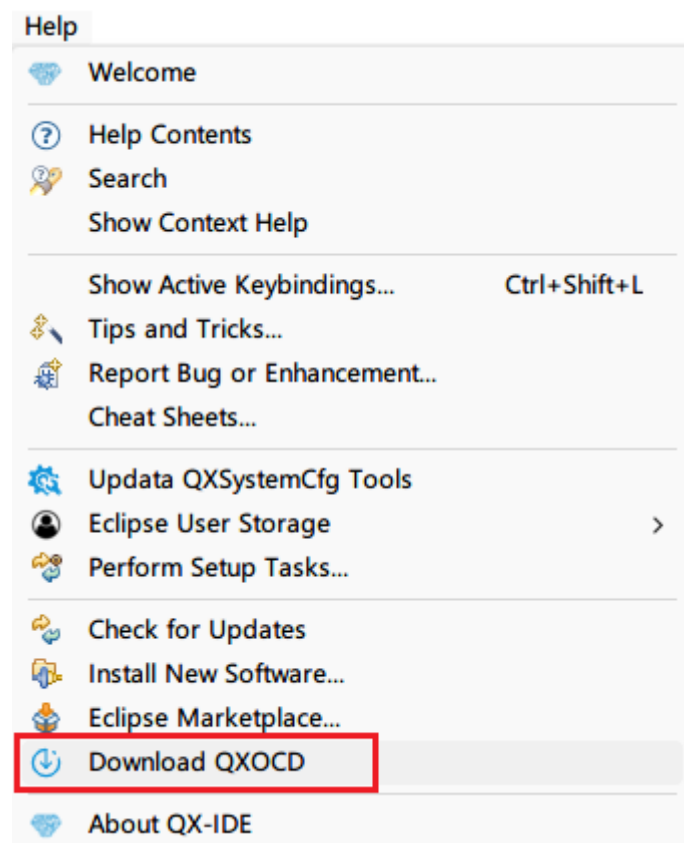 Help
Welcome
Help Contents
Search
Show Context Help
Show Active Keybindings... Ctrl+Shift+L
Tips and Tricks...
Report Bug or Enhancement...
Cheat Sheets...
Updata QXSystemCfg Tools
Eclipse User Storage
Perform Setup Tasks...
Check for Updates
Install New Software...
Eclipse Marketplace...
Download QXOCD
About QX-IDE